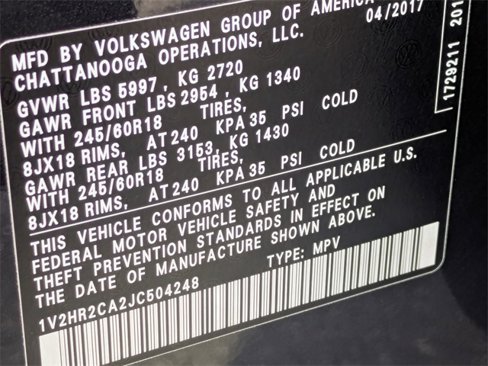 MFD BY VOLKSWAGEN GROUP OF AMERICA
04/2017
CHATTANOOGA OPERATIONS, LLC.
GVWR LBS 5997, KG 2720
GAWR FRONT LBS 2954, KG 1340
WITH 245/60R18 TIRES,
8JX18 RIMS, AT 240 KPA 35 PSI COLD
GAWR REAR LBS 3153, KG 1430
WITH 245/60R18 TIRES,
8JX18 RIMS, AT 240 KPA 35 PSI COLD
THIS VEHICLE CONFORMS TO ALL APPLICABLE U.S.
FEDERAL MOTOR VEHICLE SAFETY AND
THEFT PREVENTION STANDARDS IN EFFECT ON
THE DATE OF MANUFACTURE SHOWN ABOVE.
1V2HR2CA2JC504248 TYPE: MPV
1729211